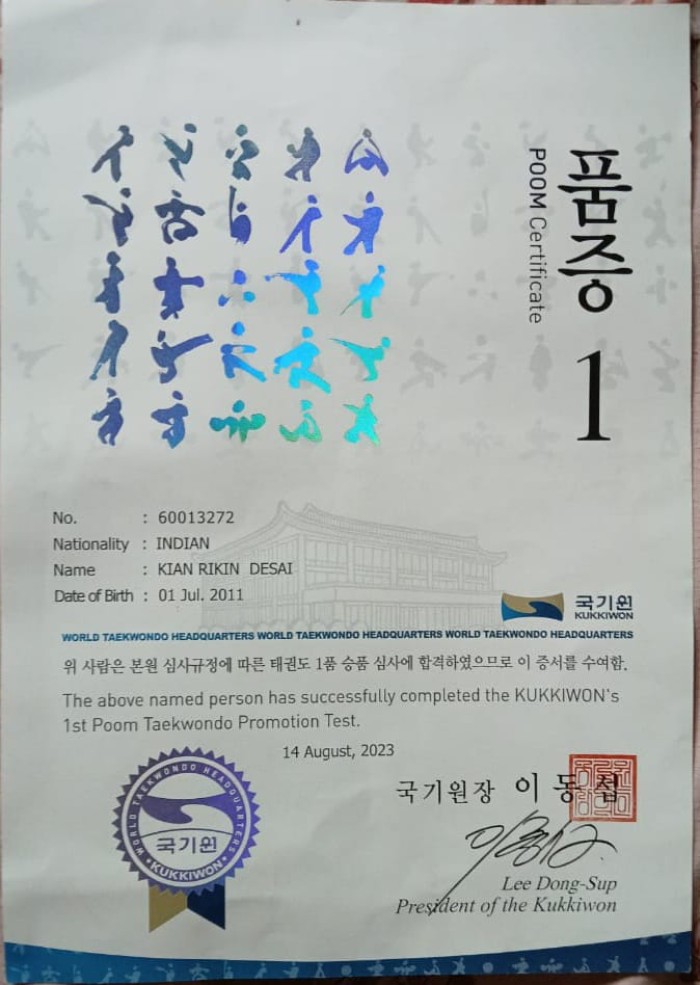 품증 1
POOM Certificate
No. : 60013272
Nationality : INDIAN
Name : KIAN RIKIN DESAI
Date of Birth : 01 Jul. 2011
국기원
KUKKIWON
WORLD TAEKWONDO HEADQUARTERS WORLD TAEKWONDO HEADQUARTERS WORLD TAEKWONDO HEADQUARTERS
위 사람은 본원 심사규정에 따른 태권도 1품 승품 심사에 합격하였으므로 이 증서를 수여함.
The above named person has successfully completed the KUKKIWON's
1st Poom Taekwondo Promotion Test.
14 August, 2023
WORLD TAEKWONDO HEADQUARTERS
국기원
KUKKIWON
국기원장 이동섭
Lee Dong-Sup
President of the Kukkiwon